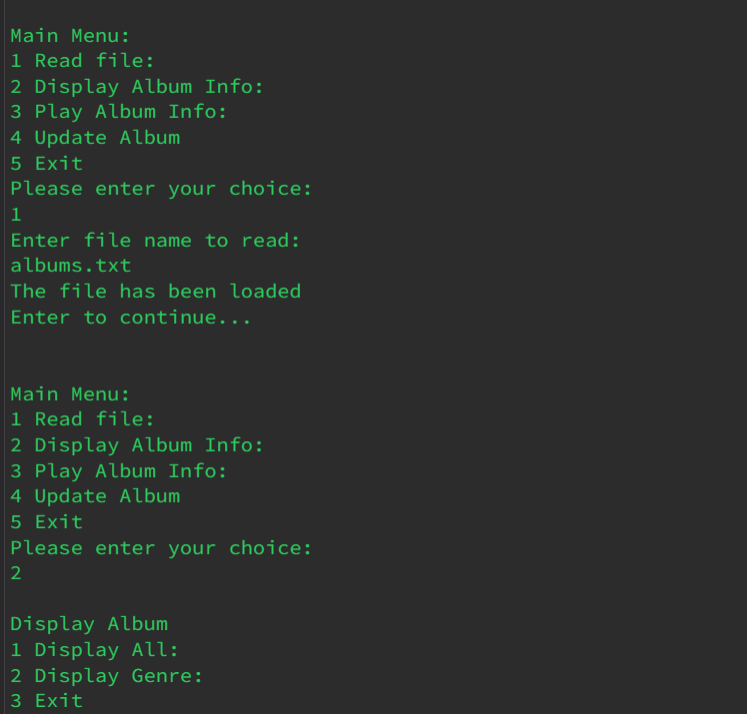 Main Menu:
1 Read file:
2 Display Album Info:
3 Play Album Info:
4 Update Album
5 Exit
Please enter your choice:
1
Enter file name to read:
albums.txt
The file has been loaded
Enter to continue...
Main Menu:
1 Read file:
2 Display Album Info:
3 Play Album Info:
4 Update Album
5 Exit
Please enter your choice:
2
Display Album
1 Display All:
2 Display Genre:
3 Exit